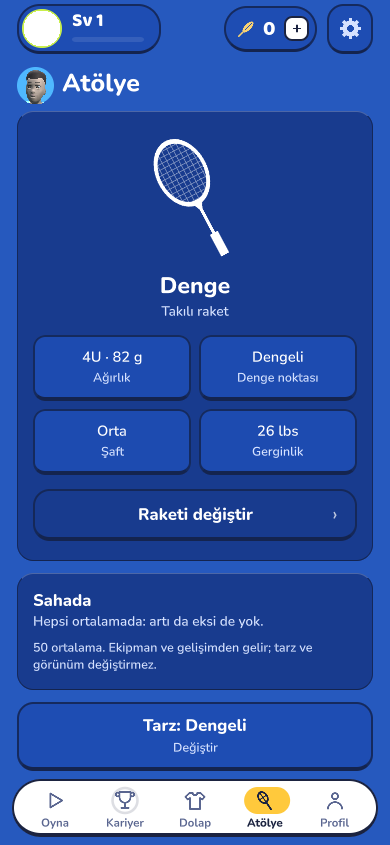 Sv 1
0
+
Atölye
Denge
Takılı raket
4U · 82 g
Ağırlık
Dengeli
Denge noktası
Orta
Şaft
26 lbs
Gerginlik
Raketi değiştir ›
Sahada
Hepsi ortalamada: artı da eksi de yok.
50 ortalama. Ekipman ve gelişimden gelir; tarz ve
görünüm değiştirmez.
Tarz: Dengeli
Değiştir
Oyna
Kariyer
Dolap
Atölye
Profil